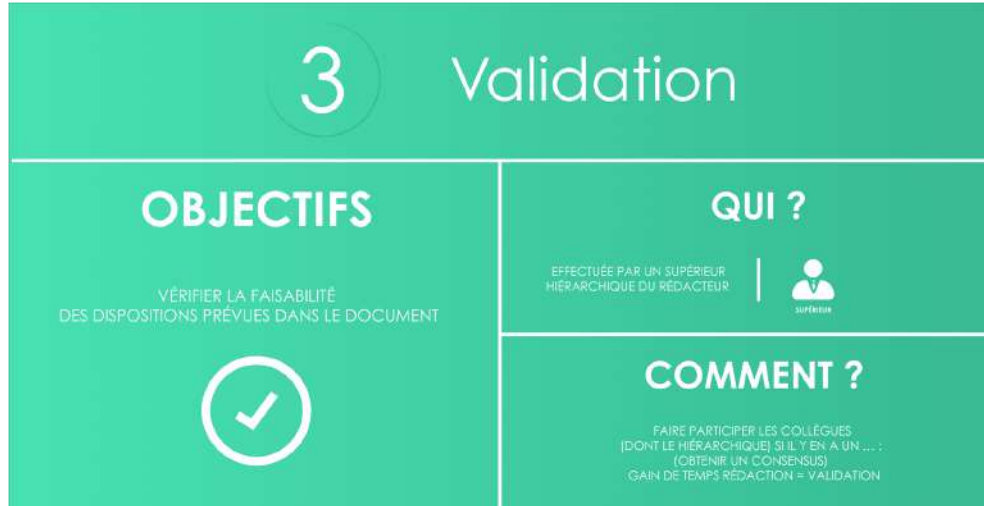 3 Validation
OBJECTIFS
VÉRIFIER LA FAISABILITÉ
DES DISPOSITIONS PRÉVUES DANS LE DOCUMENT
QUI ?
EFFECTUÉE PAR UN SUPÉRIEUR
HIÉRARCHIQUE DU RÉDACTEUR
SUPÉRIEUR
COMMENT ?
FAIRE PARTICIPER LES COLLÈGUES
(DONT LE HIÉRARCHIQUE) SI IL Y EN A UN ... :
(OBTENIR UN CONSENSUS)
GAIN DE TEMPS RÉDACTION = VALIDATION